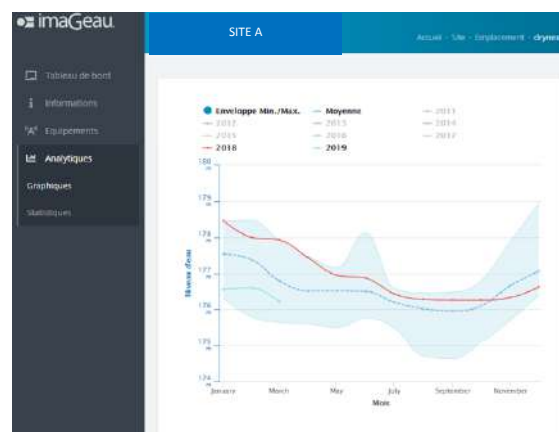 imaGeau
SITE A
Accueil - Site - Emplacement - drynex
Tableau de bord
Informations
Equipements
Analytiques
Graphiques
Statistiques
Enveloppe Min./Max.
Moyenne
2011
2012
2013
2014
2015
2016
2017
2018
2019
180
179
178
177
176
175
174
Niveau d'eau
January
March
May
July
September
November
Mois